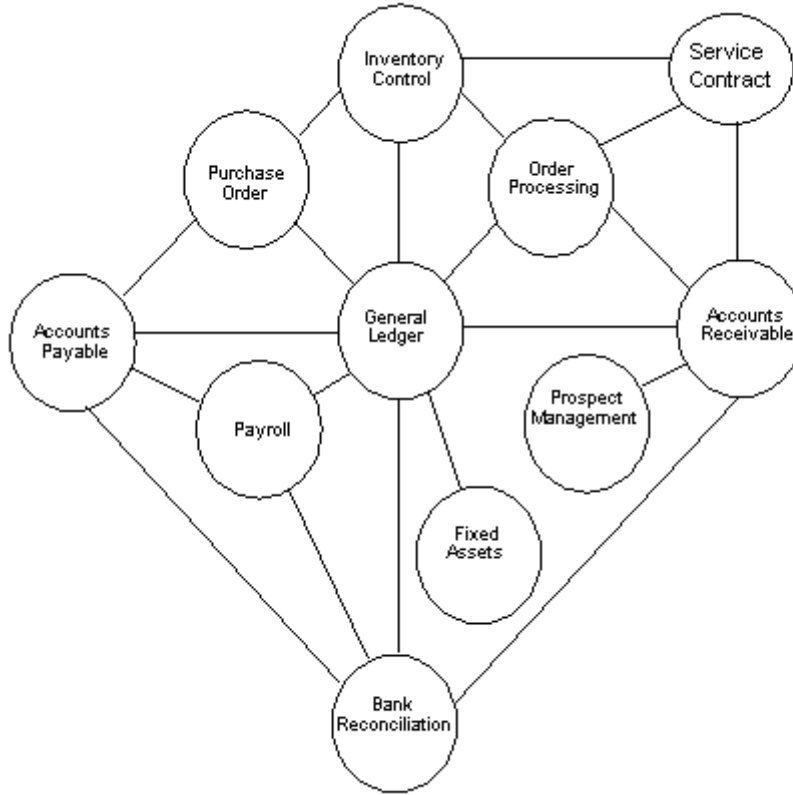 Inventory
Control
Service
Contract
Purchase
Order
Order
Processing
General
Ledger
Accounts
Payable
Accounts
Receivable
Payroll
Prospect
Management
Fixed
Assets
Bank
Reconciliation